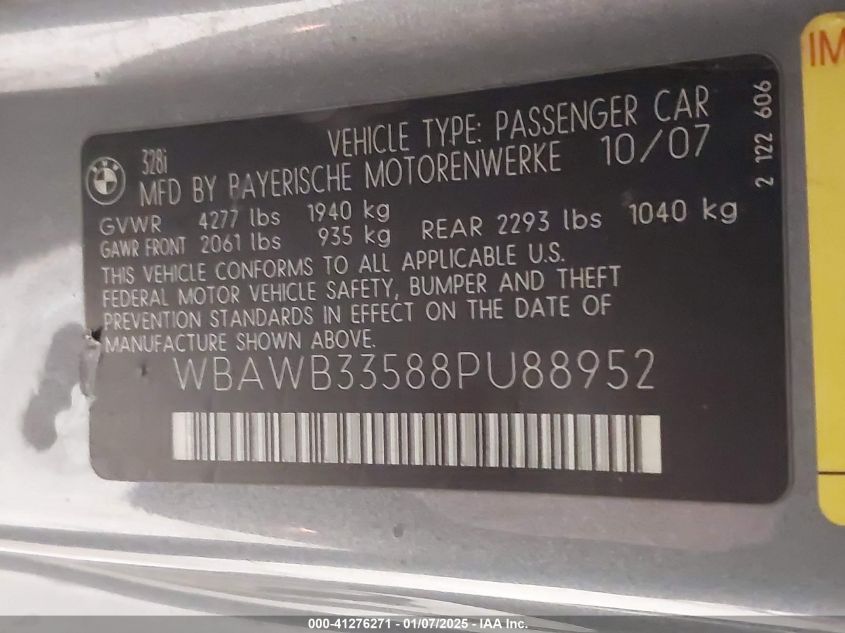 328i
VEHICLE TYPE: PASSENGER CAR
MFD BY BAYERISCHE MOTORENWERKE 10/07
GVWR 4277 lbs 1940 kg
GAWR FRONT 2061 lbs 935 kg REAR 2293 lbs 1040 kg
THIS VEHICLE CONFORMS TO ALL APPLICABLE U.S.
FEDERAL MOTOR VEHICLE SAFETY, BUMPER AND THEFT
PREVENTION STANDARDS IN EFFECT ON THE DATE OF
MANUFACTURE SHOWN ABOVE.
WBAWB33588PU88952
2 122 606
IM
000-41276271 - 01/07/2025 - IAA Inc.